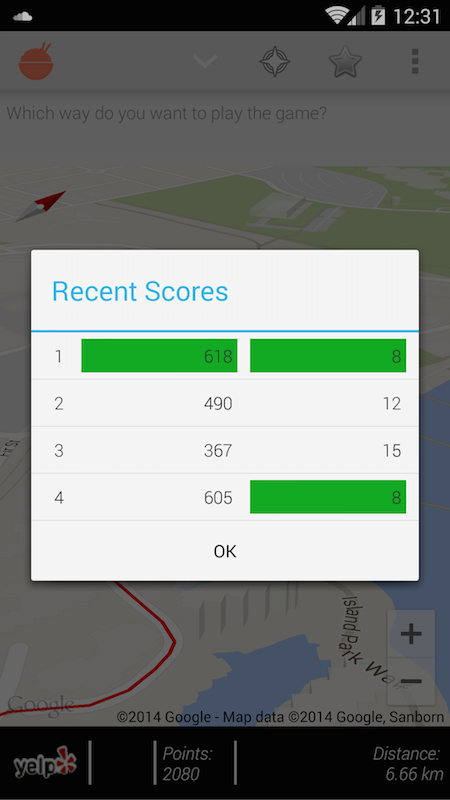 12:31
Which way do you want to play the game?
Recent Scores
1 618 8
2 490 12
3 367 15
4 605 8
OK
Island Park Way
Google
©2014 Google - Map data ©2014 Google, Sanborn
yelp
Points:
2080
Distance:
6.66 km